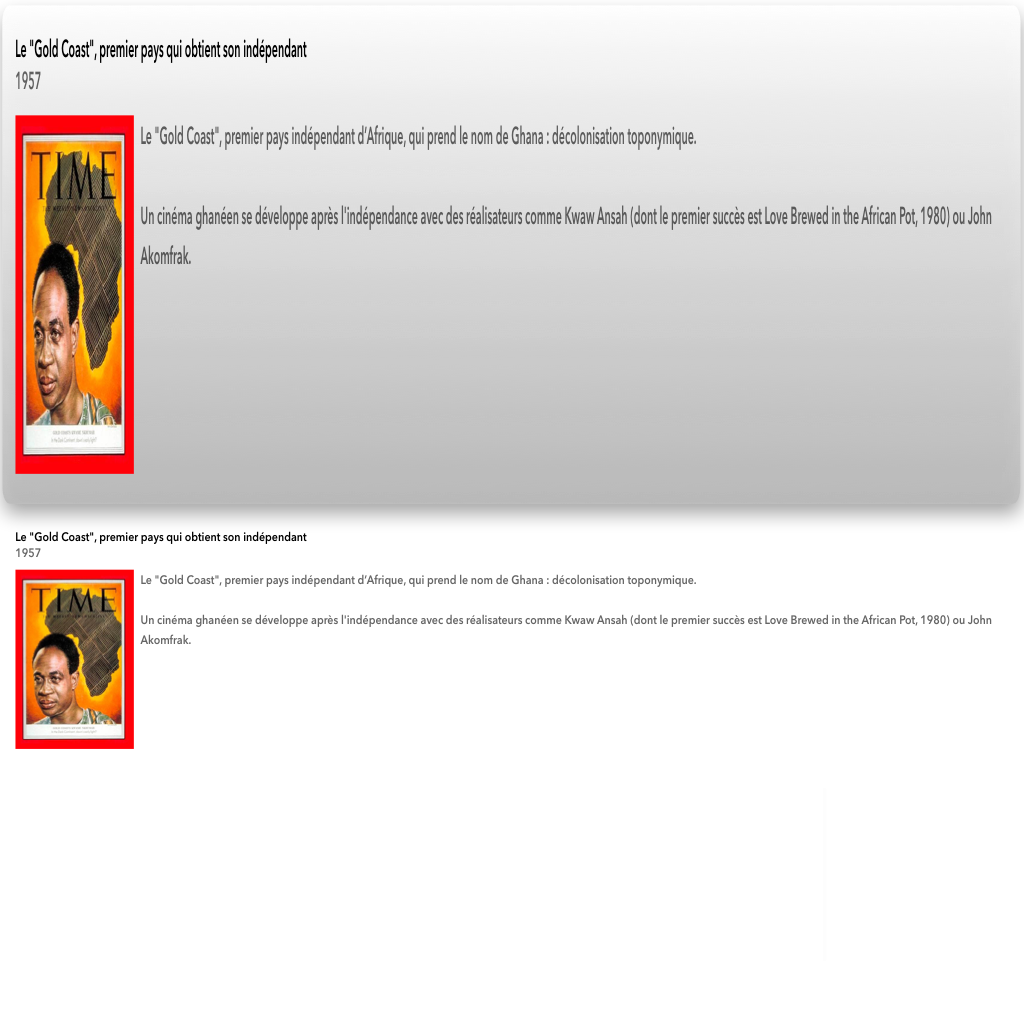 Le "Gold Coast", premier pays qui obtient son indépendant
1957
TIME
Le "Gold Coast", premier pays indépendant d'Afrique, qui prend le nom de Ghana : décolonisation toponymique.
Un cinéma ghanéen se développe après l'indépendance avec des réalisateurs comme Kwaw Ansah (dont le premier succès est Love Brewed in the African Pot, 1980) ou John
Akomfrak.
Le "Gold Coast", premier pays qui obtient son indépendant
1957
TIME
Le "Gold Coast", premier pays indépendant d'Afrique, qui prend le nom de Ghana : décolonisation toponymique.
Un cinéma ghanéen se développe après l'indépendance avec des réalisateurs comme Kwaw Ansah (dont le premier succès est Love Brewed in the African Pot, 1980) ou John
Akomfrak.